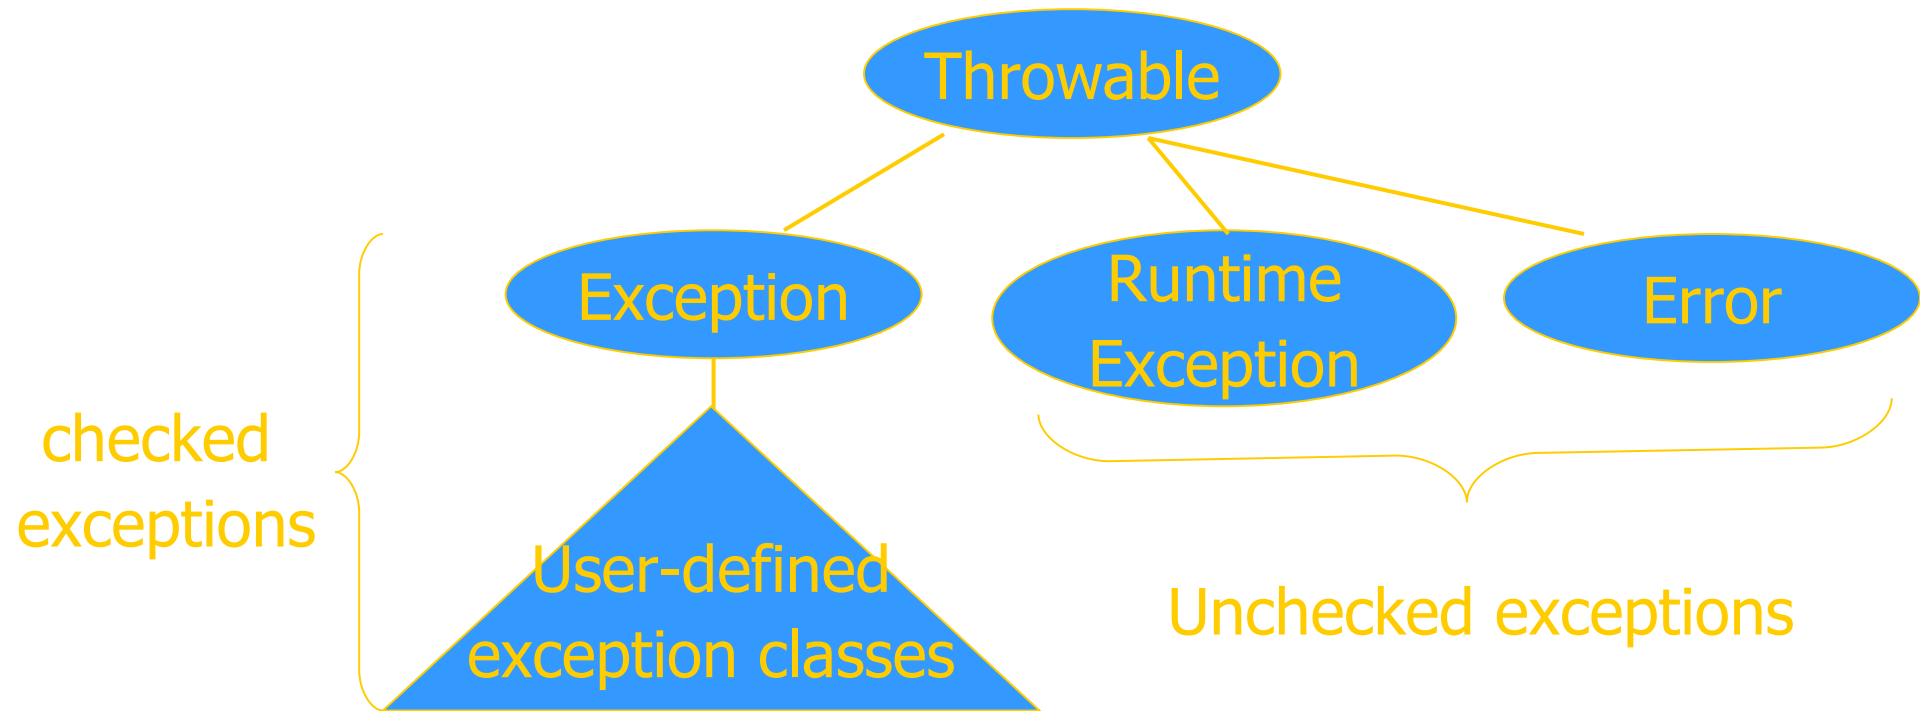 Throwable
Exception
Runtime
Exception
Error
checked
exceptions
User-defined
exception classes
Unchecked exceptions